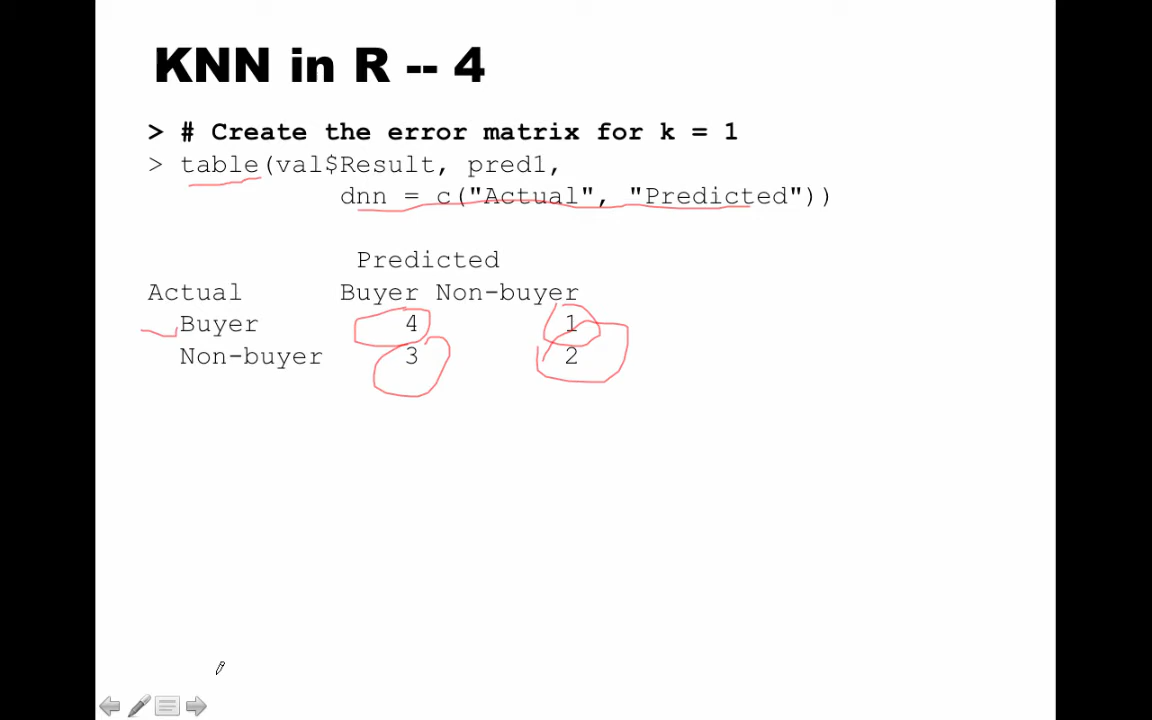 KNN in R -- 4
> # Create the error matrix for k = 1
> table(val$Result, pred1,
dnn = c("Actual", "Predicted"))
Predicted
Actual Buyer Non-buyer
Buyer 4 1
Non-buyer 3 2